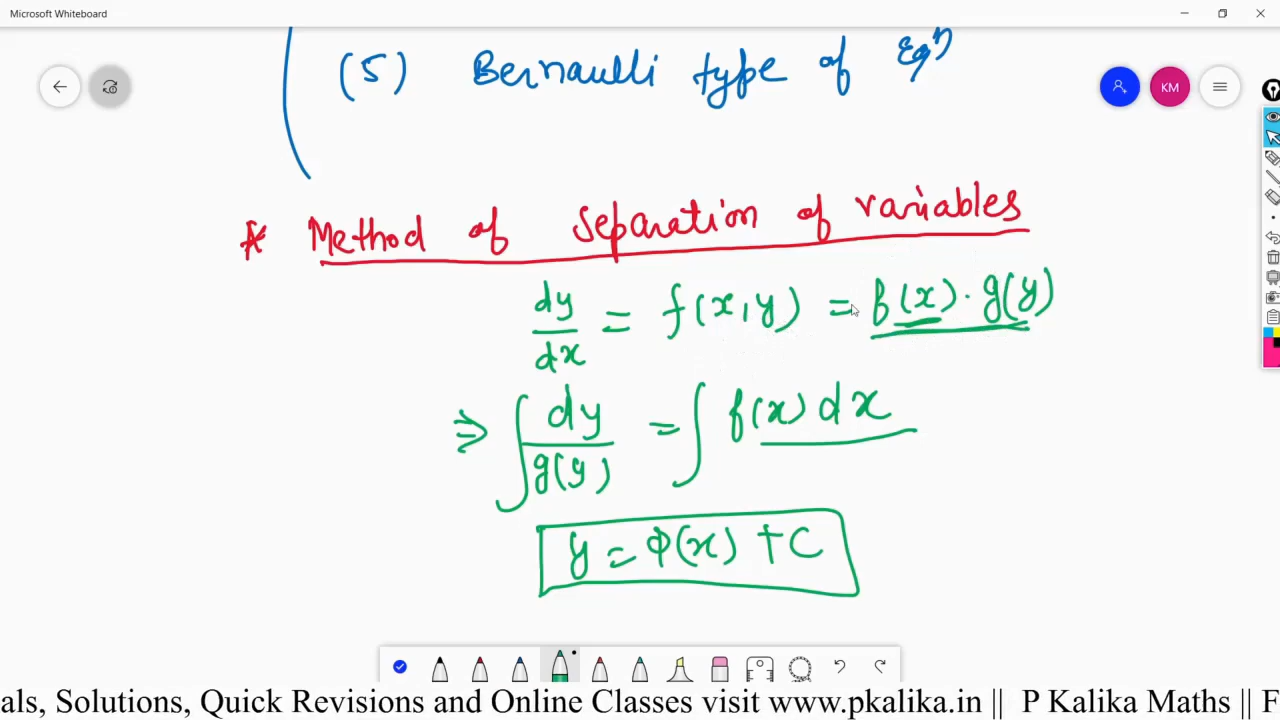 Microsoft Whiteboard
(5) Bernaulli type of Eqⁿ
KM
* Method of Separation of variables
dy/dx = f(x,y) = f(x)·g(y)
⇒ ∫ dy/g(y) = ∫ f(x) dx
y = Φ(x) + C
als, Solutions, Quick Revisions and Online Classes visit www.pkalika.in || P Kalika Maths || F